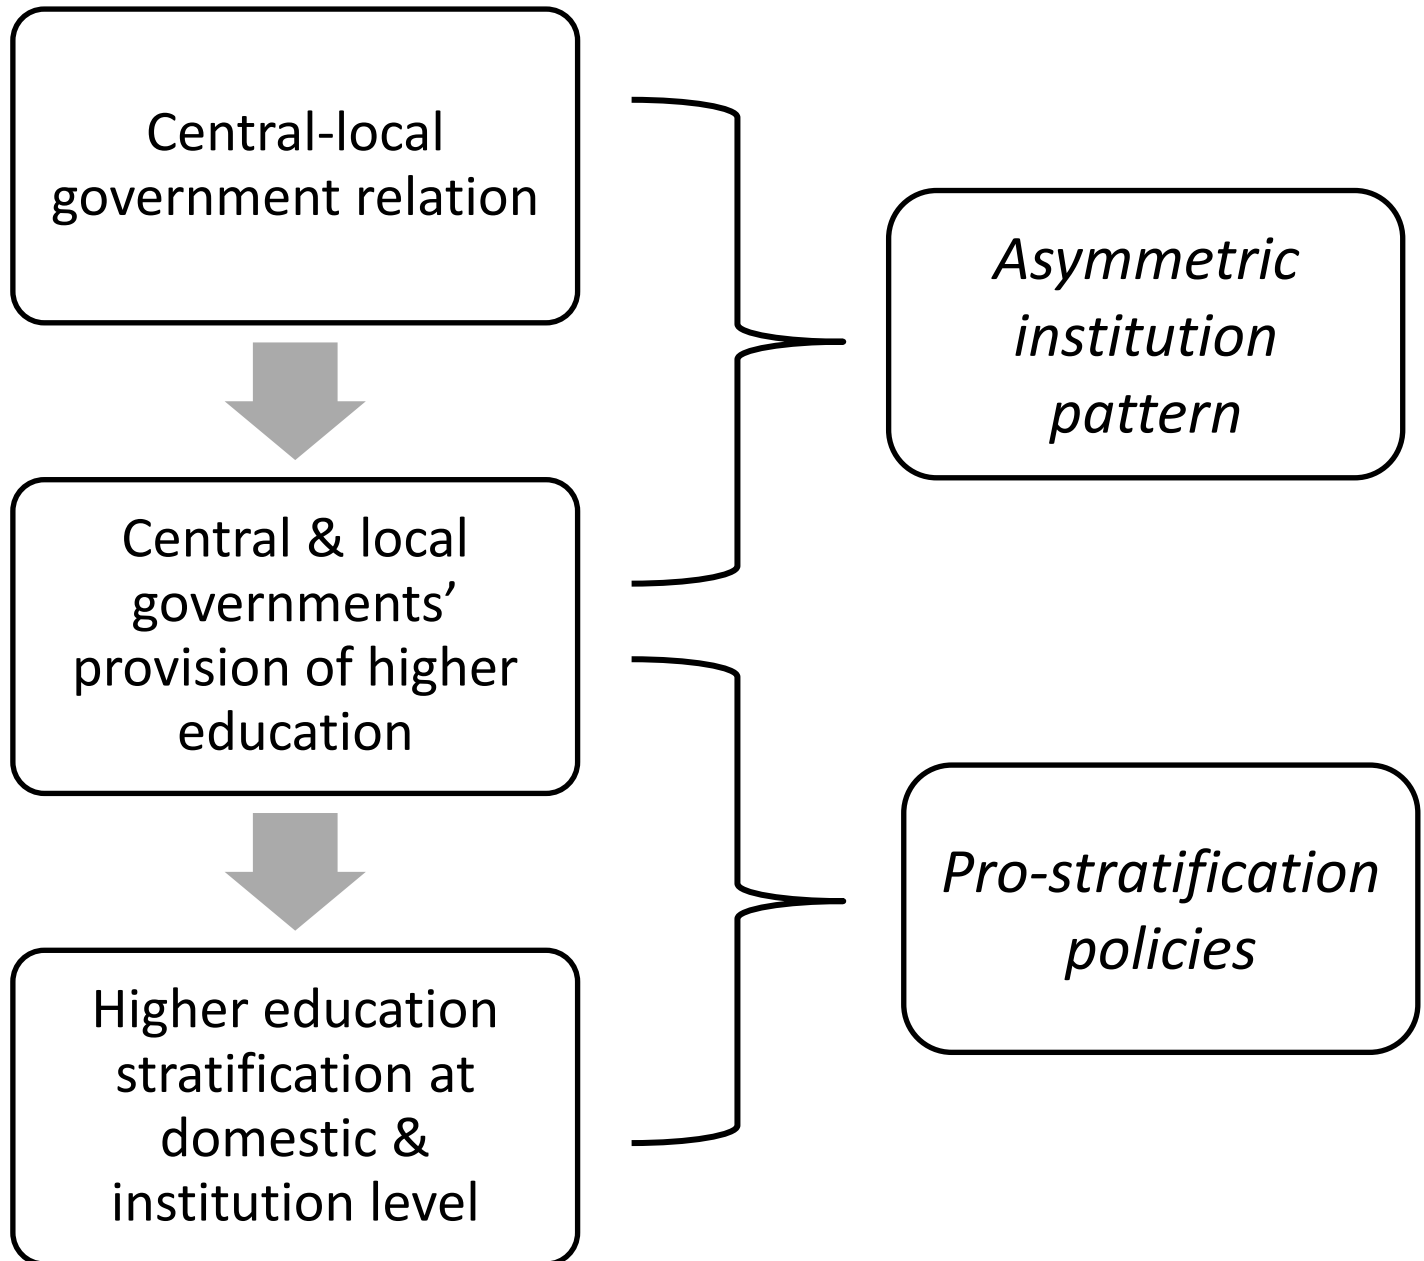 Central-local
government relation
Asymmetric
institution
pattern
Central & local
governments’
provision of higher
education
Pro-stratification
policies
Higher education
stratification at
domestic &
institution level